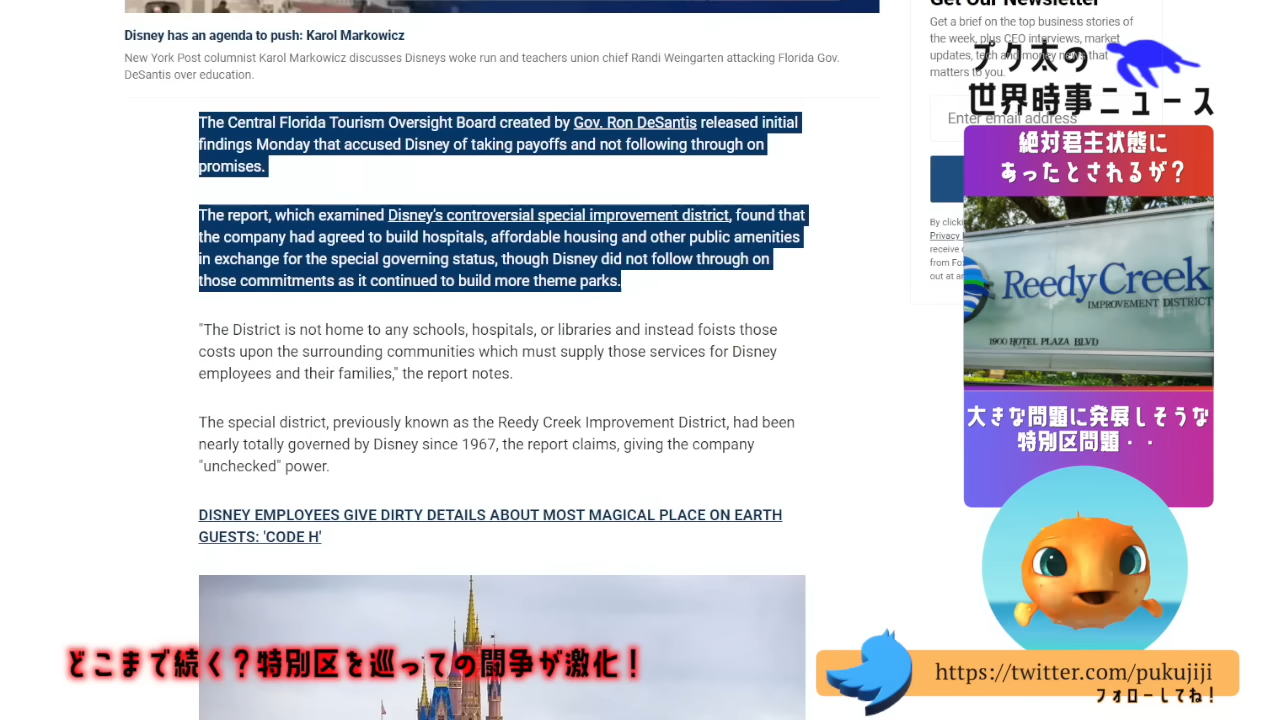 Get Our Newsletter
Disney has an agenda to push: Karol Markowicz
New York Post columnist Karol Markowicz discusses Disneys woke run and teachers union chief Randi Weingarten attacking Florida Gov.
DeSantis over education.
Get a brief on the top business stories of
the week, plus CEO interviews, market
updates, tech and money news that
matters to you.
Enter email address
By clicki
Privacy
receive
from Fo
out at a
The Central Florida Tourism Oversight Board created by Gov. Ron DeSantis released initial
findings Monday that accused Disney of taking payoffs and not following through on
promises.
The report, which examined Disney's controversial special improvement district, found that
the company had agreed to build hospitals, affordable housing and other public amenities
in exchange for the special governing status, though Disney did not follow through on
those commitments as it continued to build more theme parks.
"The District is not home to any schools, hospitals, or libraries and instead foists those
costs upon the surrounding communities which must supply those services for Disney
employees and their families," the report notes.
The special district, previously known as the Reedy Creek Improvement District, had been
nearly totally governed by Disney since 1967, the report claims, giving the company
"unchecked" power.
DISNEY EMPLOYEES GIVE DIRTY DETAILS ABOUT MOST MAGICAL PLACE ON EARTH
GUESTS: 'CODE H'
プク太の
世界時事ニュース
絶対君主状態に
あったとされるが？
Reedy Creek
IMPROVEMENT DISTRICT
1900 HOTEL PLAZA BLVD
大きな問題に発展しそうな
特別区問題・・
どこまで続く？特別区を巡っての闘争が激化！
https://twitter.com/pukujiji
フォローしてね！